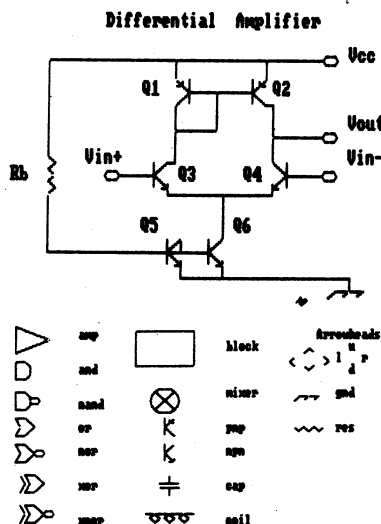 Differential Amplifier
Vcc
Q1 Q2
Vout
Vin+ Q3 Q4 Vin-
Rb
Q5 Q6
amp block Arrowheads
and l u r d
nand mixer gnd
or pnp res
nor npn
xor cap
xnor coil